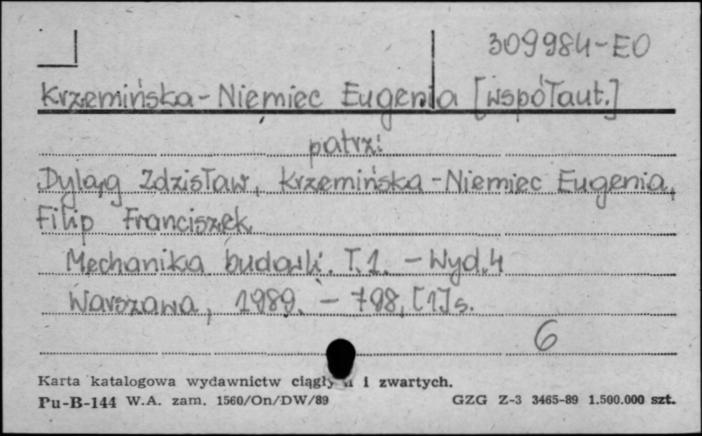 309984-EO
Krzemińska-Niemiec Eugenia [współaut.]
patrz:
Dyląg Zdzisław, Krzemińska-Niemiec Eugenia,
Filip Franciszek
Mechanika budowli. T.1. - Wyd.4
Warszawa, 1989. - 798, [1] s.
6
Karta katalogowa wydawnictw i zwartych.
Pu-B-144 W.A. zam. 1560/On/DW/89 GZG Z-3 3465-89 1.500.000 szt.